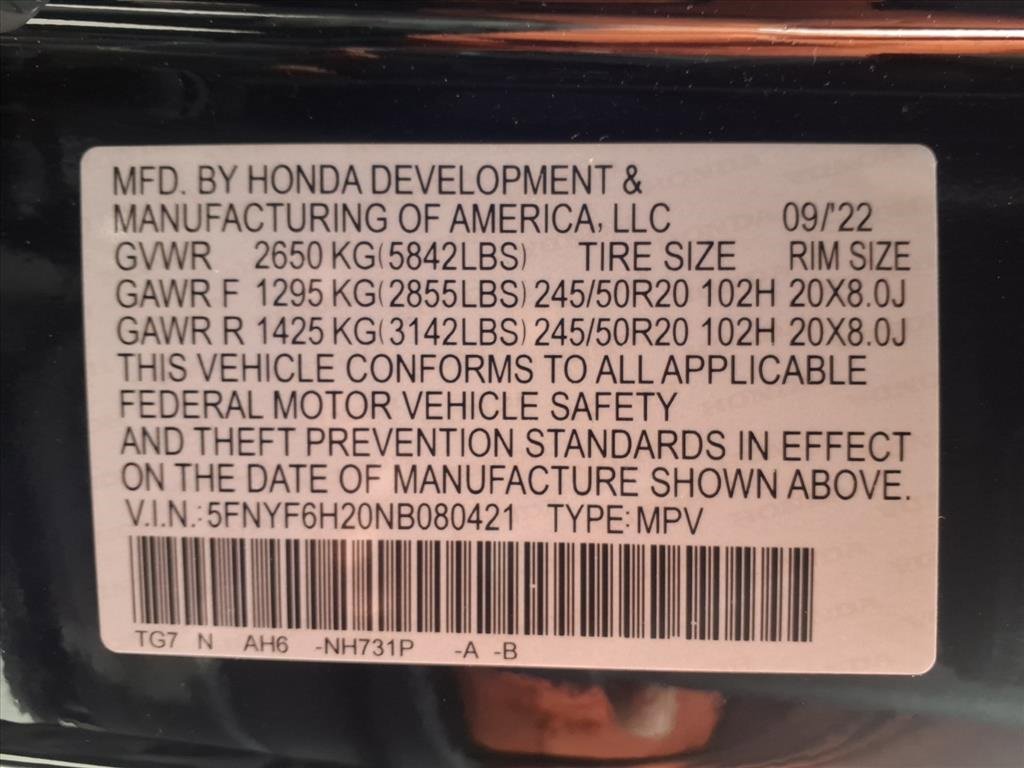 MFD. BY HONDA DEVELOPMENT &
MANUFACTURING OF AMERICA, LLC 09/'22
GVWR 2650 KG(5842LBS) TIRE SIZE RIM SIZE
GAWR F 1295 KG(2855LBS) 245/50R20 102H 20X8.0J
GAWR R 1425 KG(3142LBS) 245/50R20 102H 20X8.0J
THIS VEHICLE CONFORMS TO ALL APPLICABLE
FEDERAL MOTOR VEHICLE SAFETY
AND THEFT PREVENTION STANDARDS IN EFFECT
ON THE DATE OF MANUFACTURE SHOWN ABOVE.
V.I.N.: 5FNYF6H20NB080421 TYPE: MPV
TG7 N AH6 -NH731P -A -B